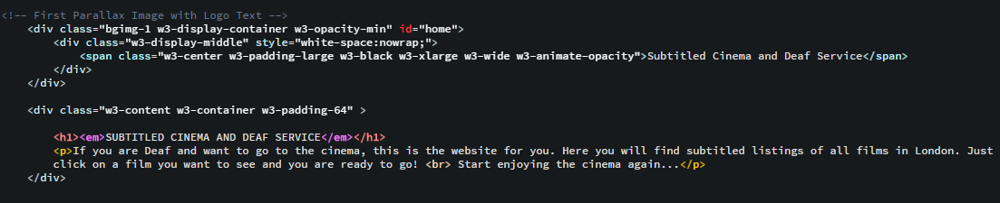 <!-- First Parallax Image with Logo Text -->
<div class="bgimg-1 w3-display-container w3-opacity-min" id="home">
<div class="w3-display-middle" style="white-space:nowrap;">
<span class="w3-center w3-padding-large w3-black w3-xlarge w3-wide w3-animate-opacity">Subtitled Cinema and Deaf Service</span>
</div>
</div>
<div class="w3-content w3-container w3-padding-64" >
<h1><em>SUBTITLED CINEMA AND DEAF SERVICE</em></h1>
<p>If you are Deaf and want to go to the cinema, this is the website for you. Here you will find subtitled listings of all films in London. Just
click on a film you want to see and you are ready to go! <br> Start enjoying the cinema again...</p>
</div>